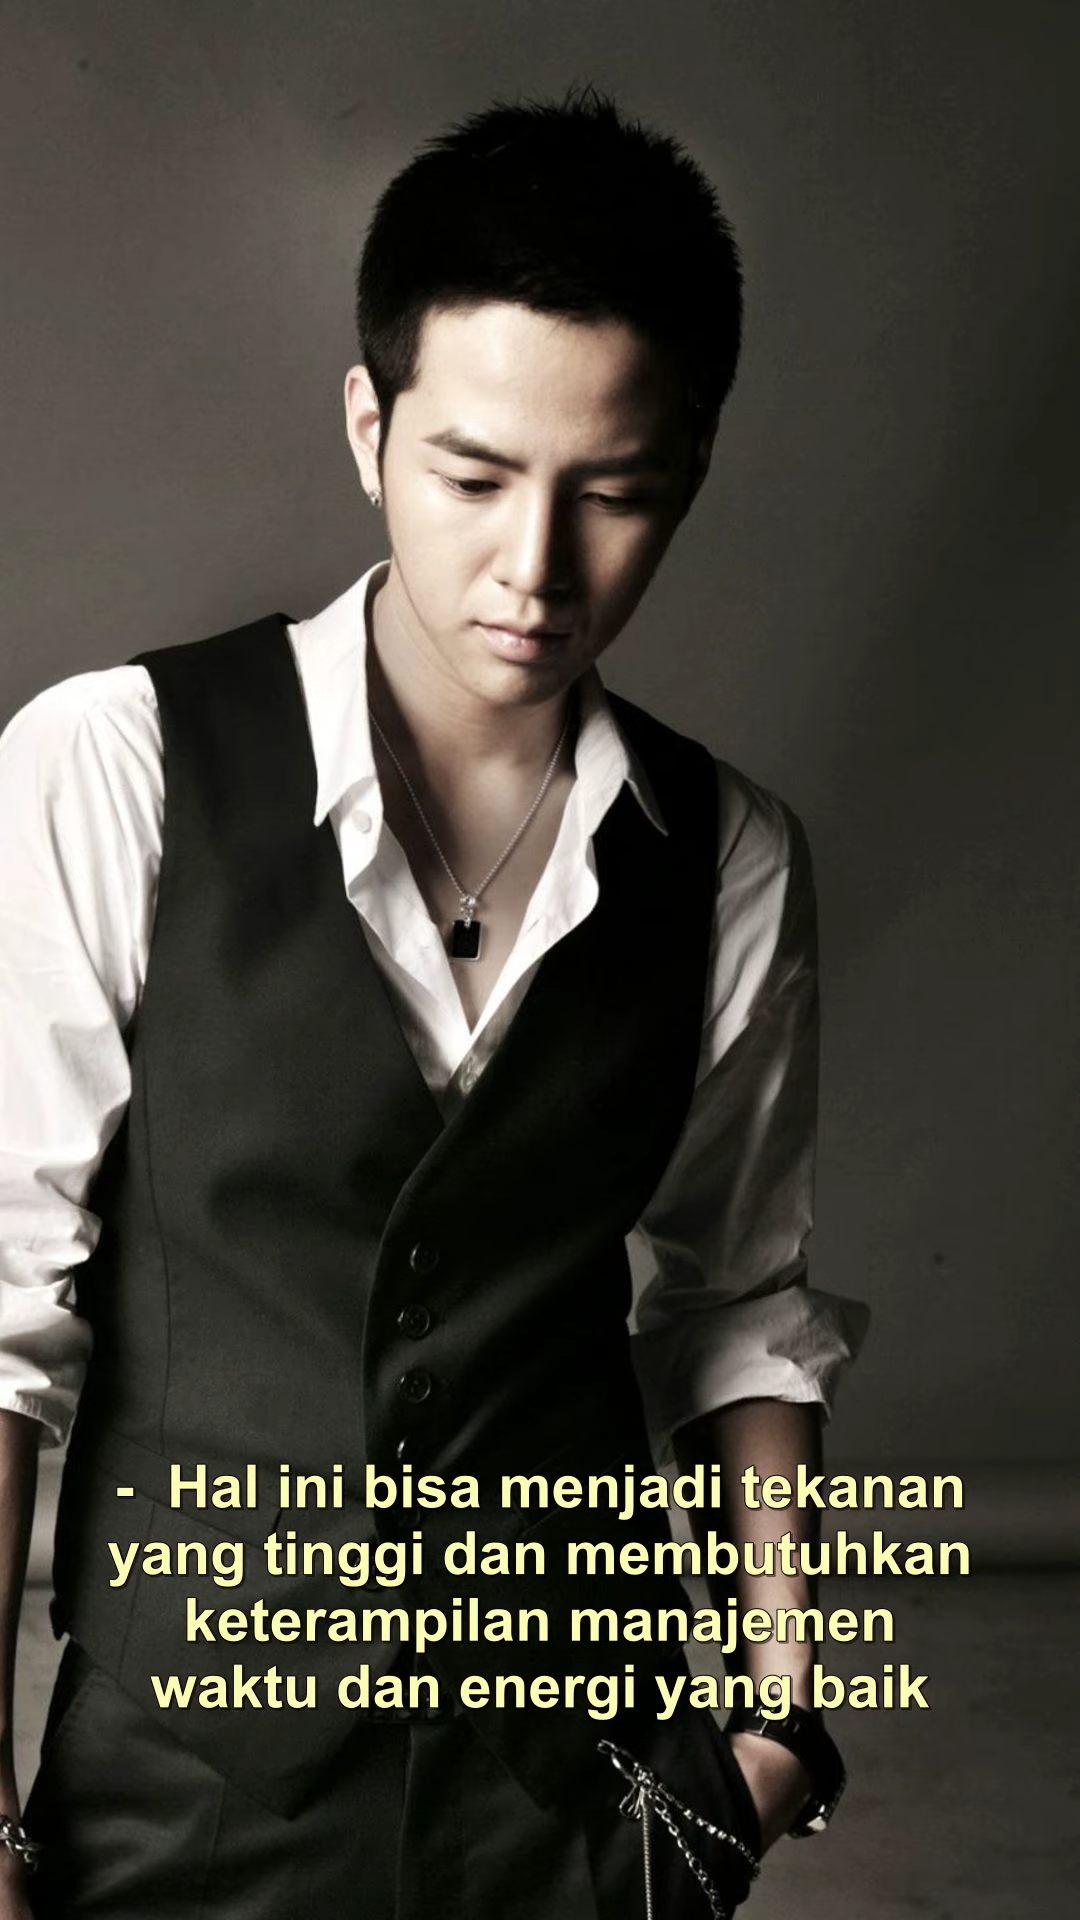 -  Hal ini bisa menjadi tekanan
yang tinggi dan membutuhkan
keterampilan manajemen
waktu dan energi yang baik